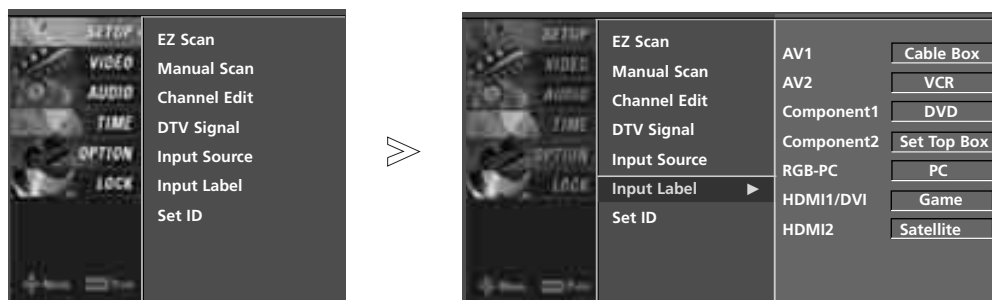 SETUP
VIDEO
AUDIO
TIME
OPTION
LOCK
EZ Scan
Manual Scan
Channel Edit
DTV Signal
Input Source
Input Label
Set ID
SETUP
VIDEO
AUDIO
TIME
OPTION
LOCK
EZ Scan
Manual Scan
Channel Edit
DTV Signal
Input Source
Input Label ►
Set ID
AV1 Cable Box
AV2 VCR
Component1 DVD
Component2 Set Top Box
RGB-PC PC
HDMI1/DVI Game
HDMI2 Satellite